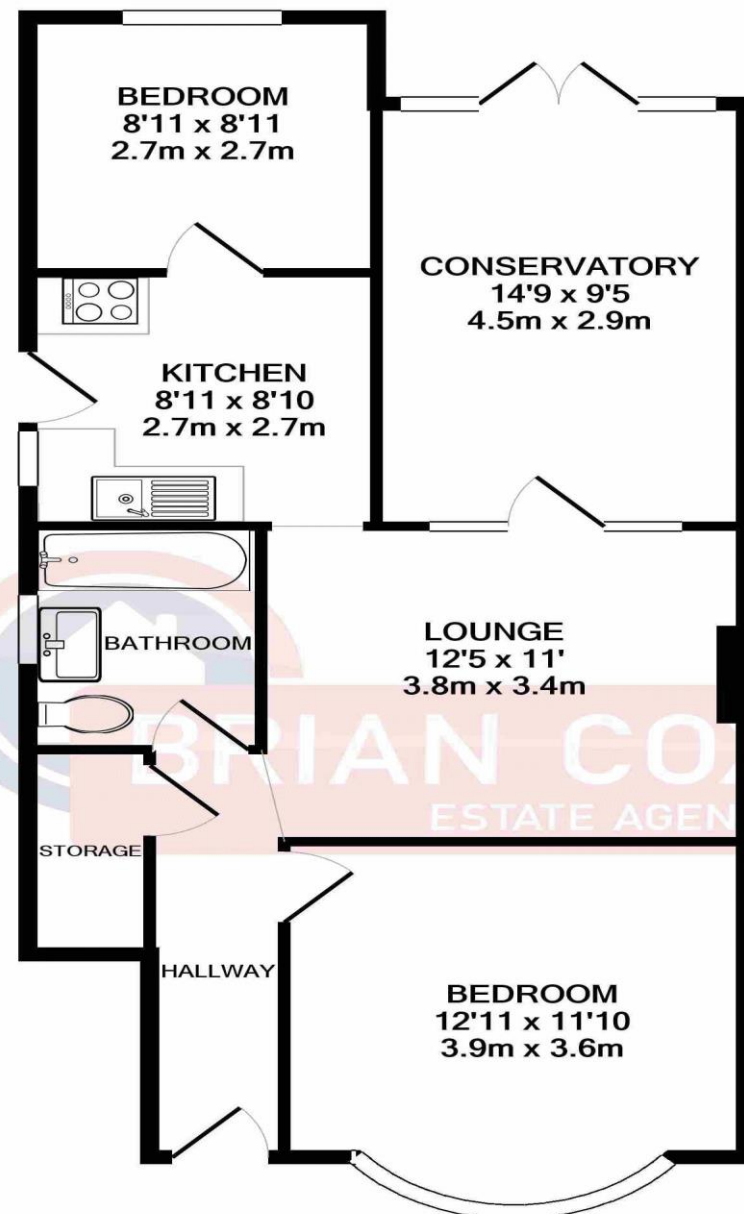 BEDROOM
8'11 x 8'11
2.7m x 2.7m
CONSERVATORY
14'9 x 9'5
4.5m x 2.9m
KITCHEN
8'11 x 8'10
2.7m x 2.7m
BATHROOM
LOUNGE
12'5 x 11'
3.8m x 3.4m
BRIAN COX
ESTATE AGEN
STORAGE
HALLWAY
BEDROOM
12'11 x 11'10
3.9m x 3.6m